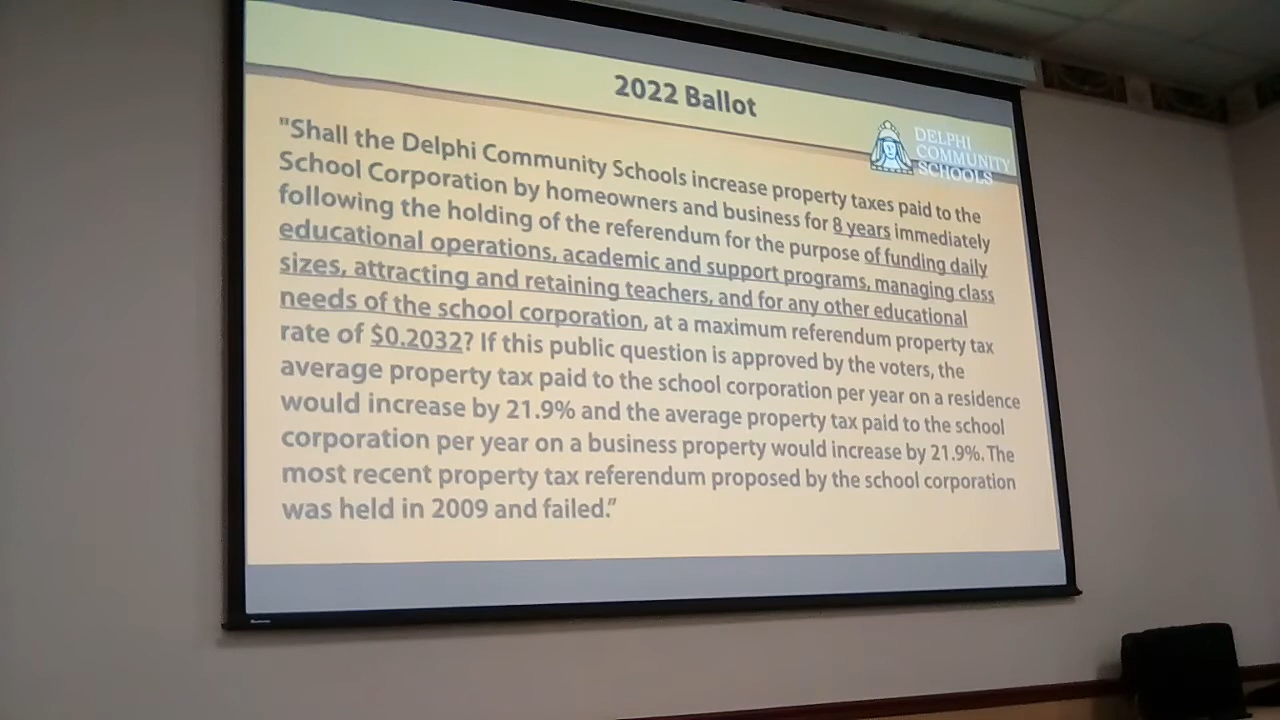 2022 Ballot
DELPHI
COMMUNITY
SCHOOLS
"Shall the Delphi Community Schools increase property taxes paid to the
School Corporation by homeowners and business for 8 years immediately
following the holding of the referendum for the purpose of funding daily
educational operations, academic and support programs, managing class
sizes, attracting and retaining teachers, and for any other educational
needs of the school corporation, at a maximum referendum property tax
rate of $0.2032? If this public question is approved by the voters, the
average property tax paid to the school corporation per year on a residence
would increase by 21.9% and the average property tax paid to the school
corporation per year on a business property would increase by 21.9%. The
most recent property tax referendum proposed by the school corporation
was held in 2009 and failed."